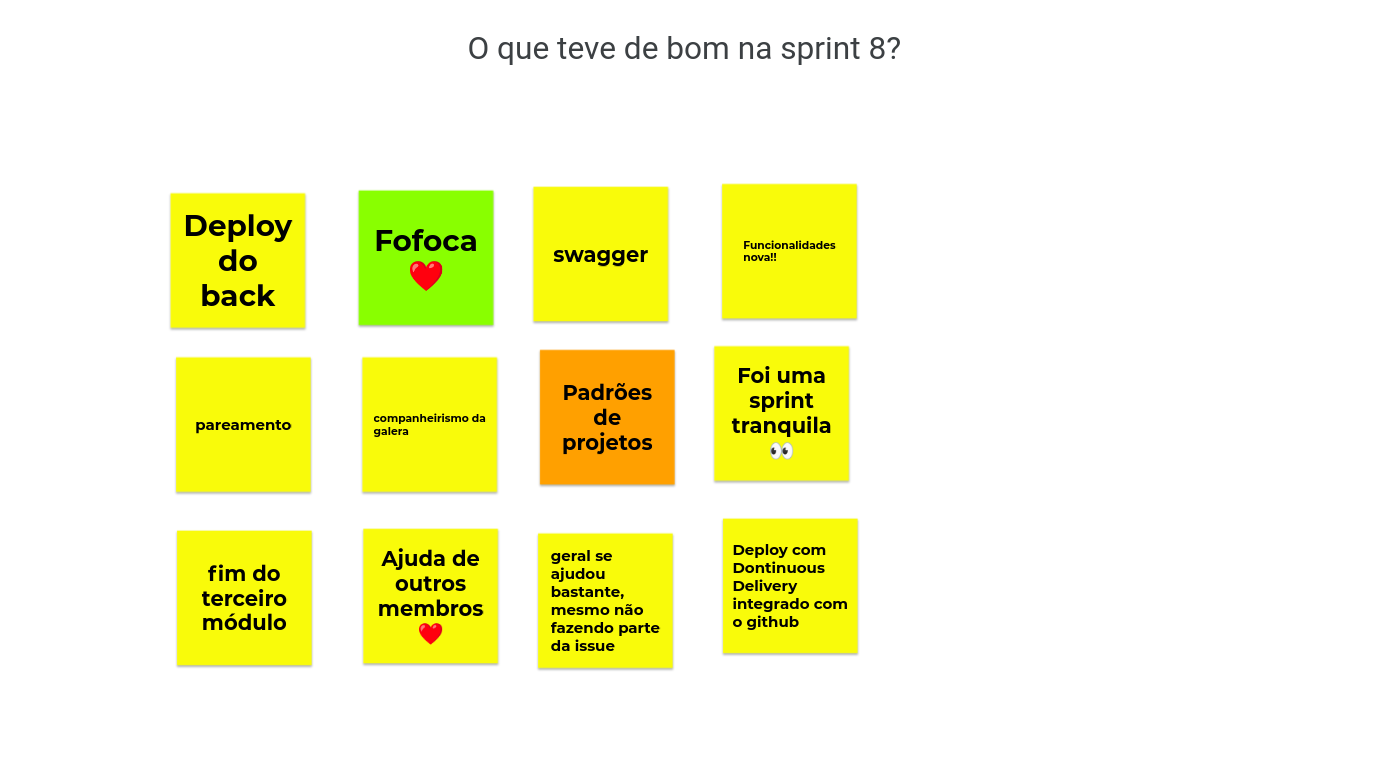 O que teve de bom na sprint 8?
Deploy
do
back
Fofoca
❤️
swagger
Funcionalidades
nova!!
pareamento
companheirismo da
galera
Padrões
de
projetos
Foi uma
sprint
tranquila
👀
fim do
terceiro
módulo
Ajuda de
outros
membros
❤️
geral se
ajudou
bastante,
mesmo não
fazendo parte
da issue
Deploy com
Dontinuous
Delivery
integrado com
o github